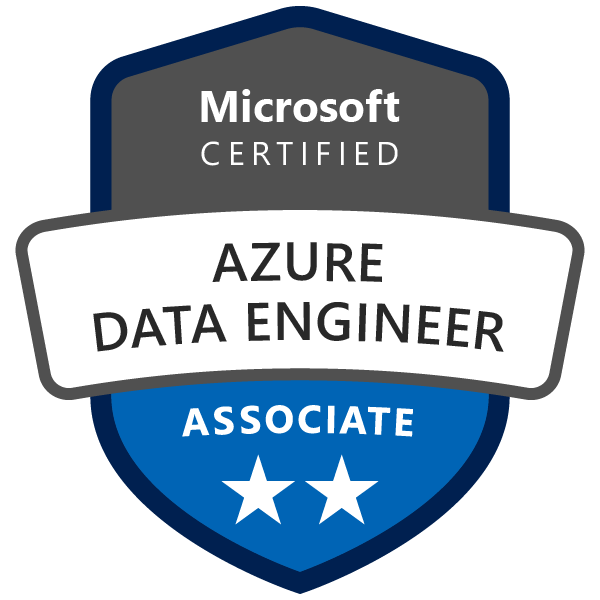 Microsoft
CERTIFIED
AZURE
DATA ENGINEER
ASSOCIATE